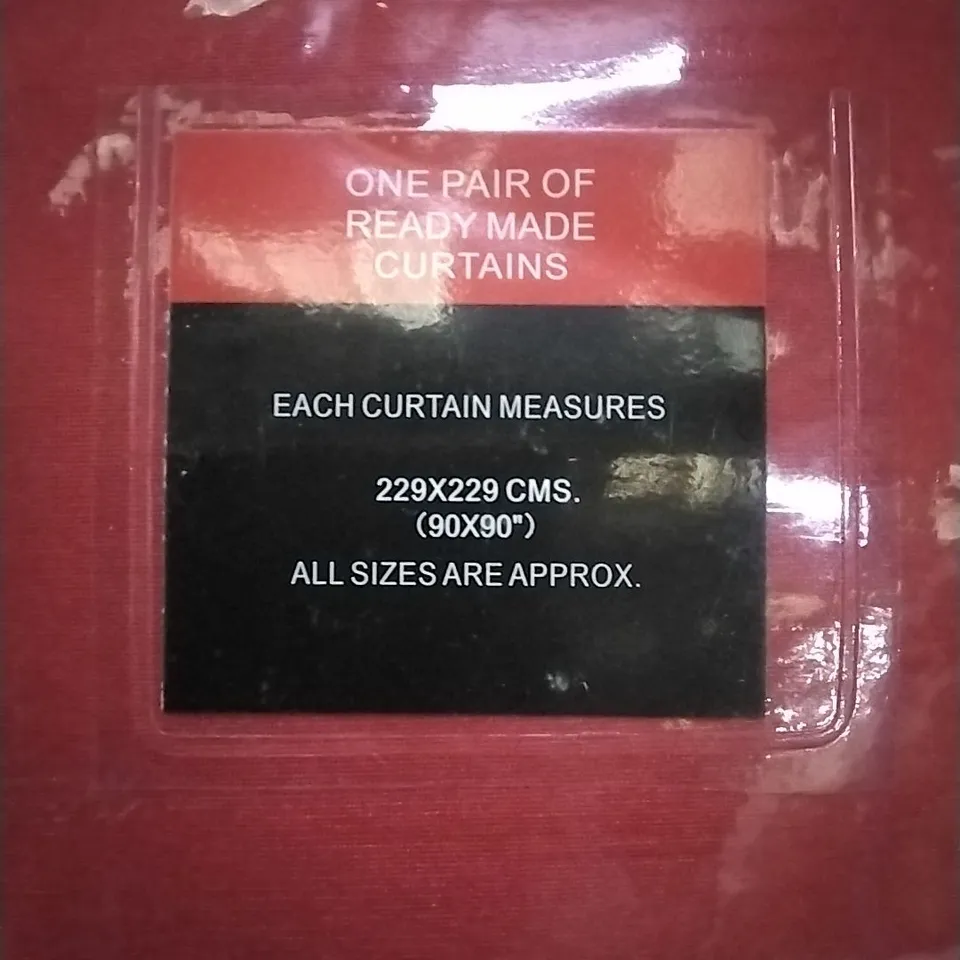 ONE PAIR OF
READY MADE
CURTAINS
EACH CURTAIN MEASURES
229X229 CMS.
(90X90")
ALL SIZES ARE APPROX.